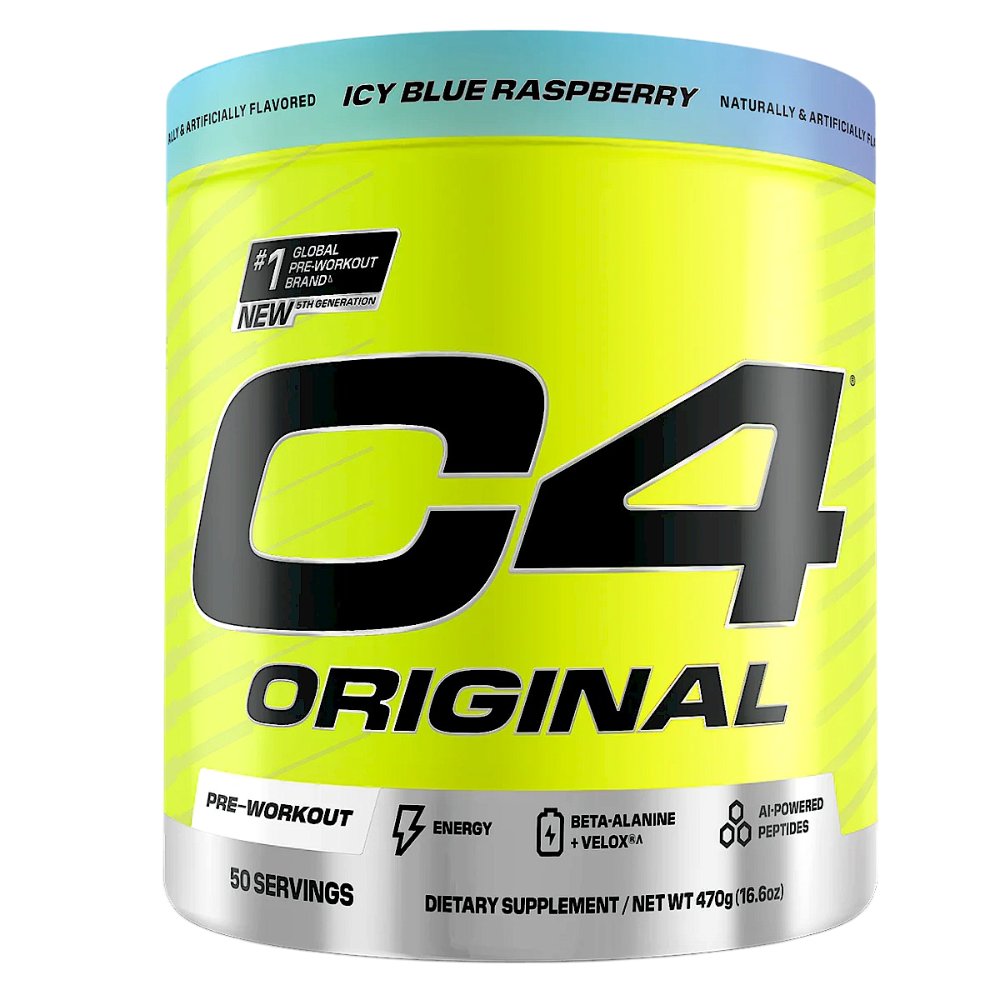 ALLY & ARTIFICIALLY FLAVORED ICY BLUE RASPBERRY NATURALLY & ARTIFICIALLY FLA
#1 GLOBAL
PRE-WORKOUT
BRAND∆
NEW 5TH GENERATION
C4®
ORIGINAL
PRE-WORKOUT
ENERGY
BETA-ALANINE
+ VELOX®^
AI-POWERED
PEPTIDES
50 SERVINGS
DIETARY SUPPLEMENT / NET WT 470g (16.6oz)